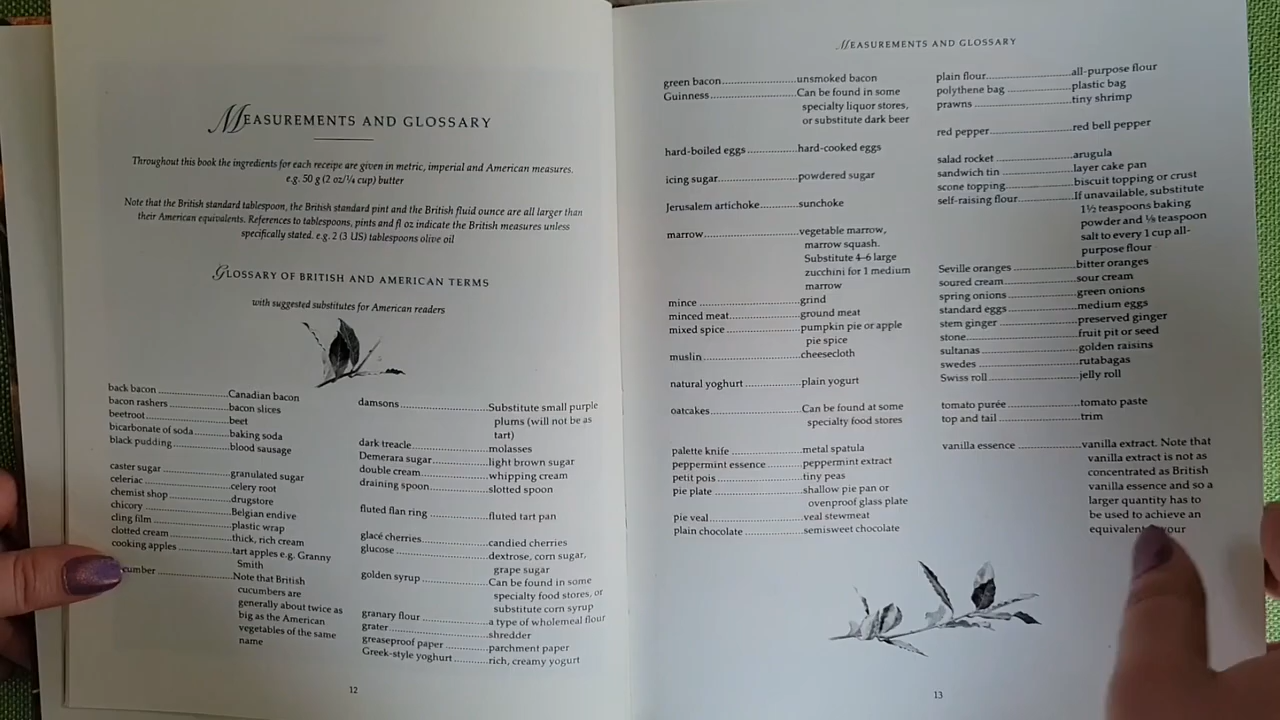 MEASUREMENTS AND GLOSSARY
Throughout this book the ingredients for each receipe are given in metric, imperial and American measures.
e.g. 50 g (2 oz/¼ cup) butter
Note that the British standard tablespoon, the British standard pint and the British fluid ounce are all larger than
their American equivalents. References to tablespoons, pints and fl oz indicate the British measures unless
specifically stated. e.g. 2 (3 US) tablespoons olive oil
GLOSSARY OF BRITISH AND AMERICAN TERMS
with suggested substitutes for American readers
back bacon ........ Canadian bacon
bacon rashers ........ bacon slices
beetroot ........ beet
bicarbonate of soda ........ baking soda
black pudding ........ blood sausage
caster sugar ........ granulated sugar
celeriac ........ celery root
chemist shop ........ drugstore
chicory ........ Belgian endive
cling film ........ plastic wrap
clotted cream ........ thick, rich cream
cooking apples ........ tart apples e.g. Granny
Smith
cumber ........ Note that British
cucumbers are
generally about twice as
big as the American
vegetables of the same
name
damsons ........ Substitute small purple
plums (will not be as
tart)
dark treacle ........ molasses
Demerara sugar ........ light brown sugar
double cream ........ whipping cream
draining spoon ........ slotted spoon
fluted flan ring ........ fluted tart pan
glacé cherries ........ candied cherries
glucose ........ dextrose, corn sugar,
grape sugar
golden syrup ........ Can be found in some
specialty food stores, or
substitute corn syrup
granary flour ........ a type of wholemeal flour
grater ........ shredder
greaseproof paper ........ parchment paper
Greek-style yoghurt ........ rich, creamy yogurt
12
MEASUREMENTS AND GLOSSARY
green bacon ........ unsmoked bacon
Guinness ........ Can be found in some
specialty liquor stores,
or substitute dark beer
hard-boiled eggs ........ hard-cooked eggs
icing sugar ........ powdered sugar
Jerusalem artichoke ........ sunchoke
marrow ........ vegetable marrow,
marrow squash.
Substitute 4–6 large
zucchini for 1 medium
marrow
mince ........ grind
minced meat ........ ground meat
mixed spice ........ pumpkin pie or apple
pie spice
muslin ........ cheesecloth
natural yoghurt ........ plain yogurt
oatcakes ........ Can be found at some
specialty food stores
palette knife ........ metal spatula
peppermint essence ........ peppermint extract
petit pois ........ tiny peas
pie plate ........ shallow pie pan or
ovenproof glass plate
pie veal ........ veal stewmeat
plain chocolate ........ semisweet chocolate
plain flour ........ all-purpose flour
polythene bag ........ plastic bag
prawns ........ tiny shrimp
red pepper ........ red bell pepper
salad rocket ........ arugula
sandwich tin ........ layer cake pan
scone topping ........ biscuit topping or crust
self-raising flour ........ If unavailable, substitute
1½ teaspoons baking
powder and ⅛ teaspoon
salt to every 1 cup all-
purpose flour
Seville oranges ........ bitter oranges
soured cream ........ sour cream
spring onions ........ green onions
standard eggs ........ medium eggs
stem ginger ........ preserved ginger
stone ........ fruit pit or seed
sultanas ........ golden raisins
swedes ........ rutabagas
Swiss roll ........ jelly roll
tomato purée ........ tomato paste
top and tail ........ trim
vanilla essence ........ vanilla extract. Note that
vanilla extract is not as
concentrated as British
vanilla essence and so a
larger quantity has to
be used to achieve an
equivalent
13